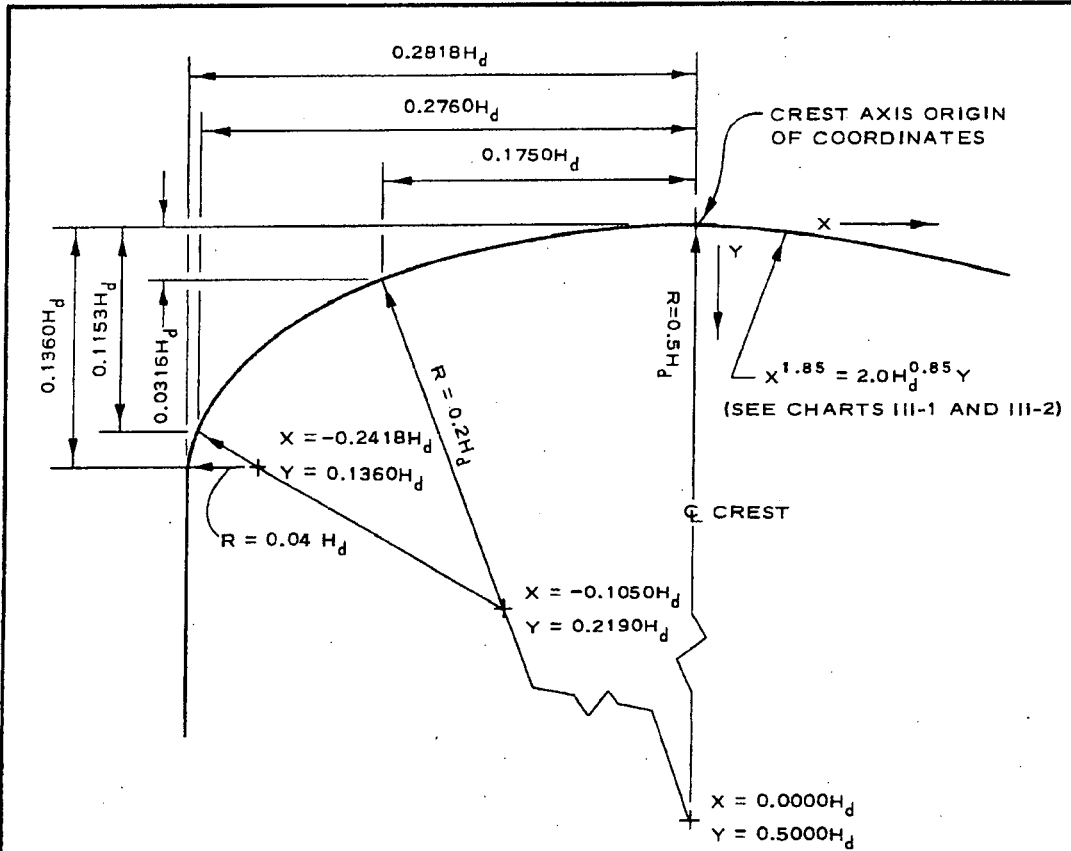 0.2818H_d
0.2760H_d
0.1750H_d
CREST AXIS ORIGIN
OF COORDINATES
X
Y
0.1360H_d
0.1153H_d
0.0316H_d
R=0.5H_d
R = 0.2H_d
X^1.85 = 2.0H_d^0.85 Y
(SEE CHARTS III-1 AND III-2)
X = -0.2418H_d
Y = 0.1360H_d
R = 0.04 H_d
℄ CREST
X = -0.1050H_d
Y = 0.2190H_d
X = 0.0000H_d
Y = 0.5000H_d